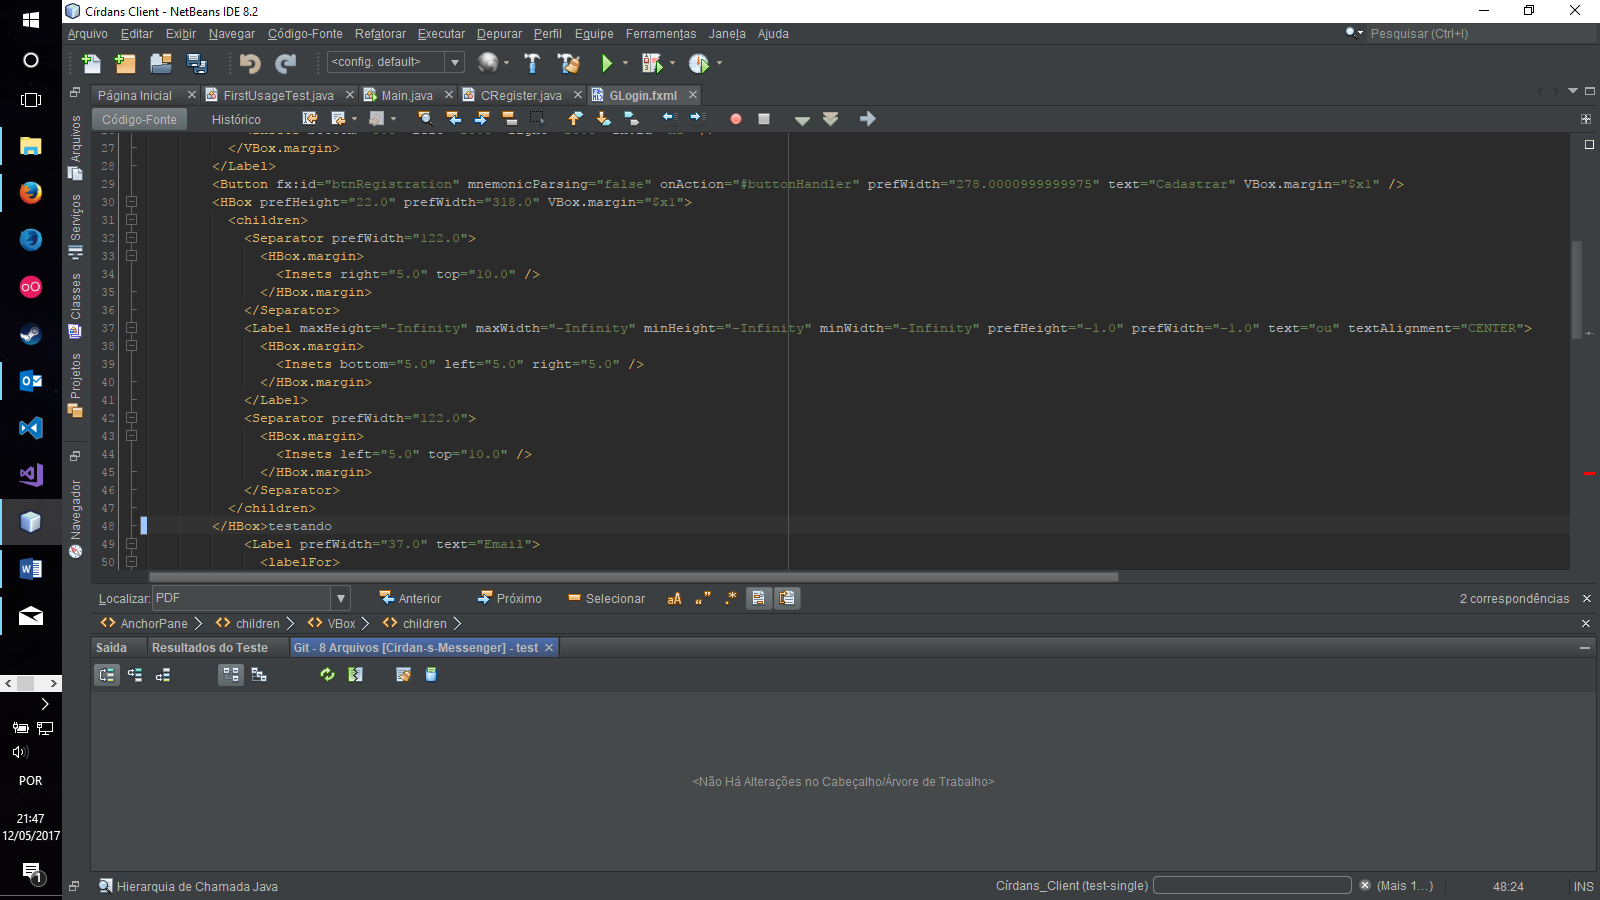 Círdans Client - NetBeans IDE 8.2
Arquivo Editar Exibir Navegar Código-Fonte Refatorar Executar Depurar Perfil Equipe Ferramentas Janela Ajuda
Pesquisar (Ctrl+I)
<config. default>
Página Inicial FirstUsageTest.java Main.java CRegister.java GLogin.fxml
Código-Fonte Histórico
27 </VBox.margin>
28 </Label>
29 <Button fx:id="btnRegistration" mnemonicParsing="false" onAction="#buttonHandler" prefWidth="278.0000999999975" text="Cadastrar" VBox.margin="$x1" />
30 <HBox prefHeight="22.0" prefWidth="318.0" VBox.margin="$x1">
31 <children>
32 <Separator prefWidth="122.0">
33 <HBox.margin>
34 <Insets right="5.0" top="10.0" />
35 </HBox.margin>
36 </Separator>
37 <Label maxHeight="-Infinity" maxWidth="-Infinity" minHeight="-Infinity" minWidth="-Infinity" prefHeight="-1.0" prefWidth="-1.0" text="ou" textAlignment="CENTER">
38 <HBox.margin>
39 <Insets bottom="5.0" left="5.0" right="5.0" />
40 </HBox.margin>
41 </Label>
42 <Separator prefWidth="122.0">
43 <HBox.margin>
44 <Insets left="5.0" top="10.0" />
45 </HBox.margin>
46 </Separator>
47 </children>
48 </HBox>testando
49 <Label prefWidth="37.0" text="Email">
50 <labelFor>
Arquivos
Serviços
Classes
Projetos
Navegador
Localizar: PDF Anterior Próximo Selecionar 2 correspondências
AnchorPane children VBox children
Saída Resultados do Teste Git - 8 Arquivos [Cirdan-s-Messenger] - test
<Não Há Alterações no Cabeçalho/Árvore de Trabalho>
Hierarquia de Chamada Java
Círdans_Client (test-single) (Mais 1...) 48:24 INS
POR
21:47
12/05/2017
1